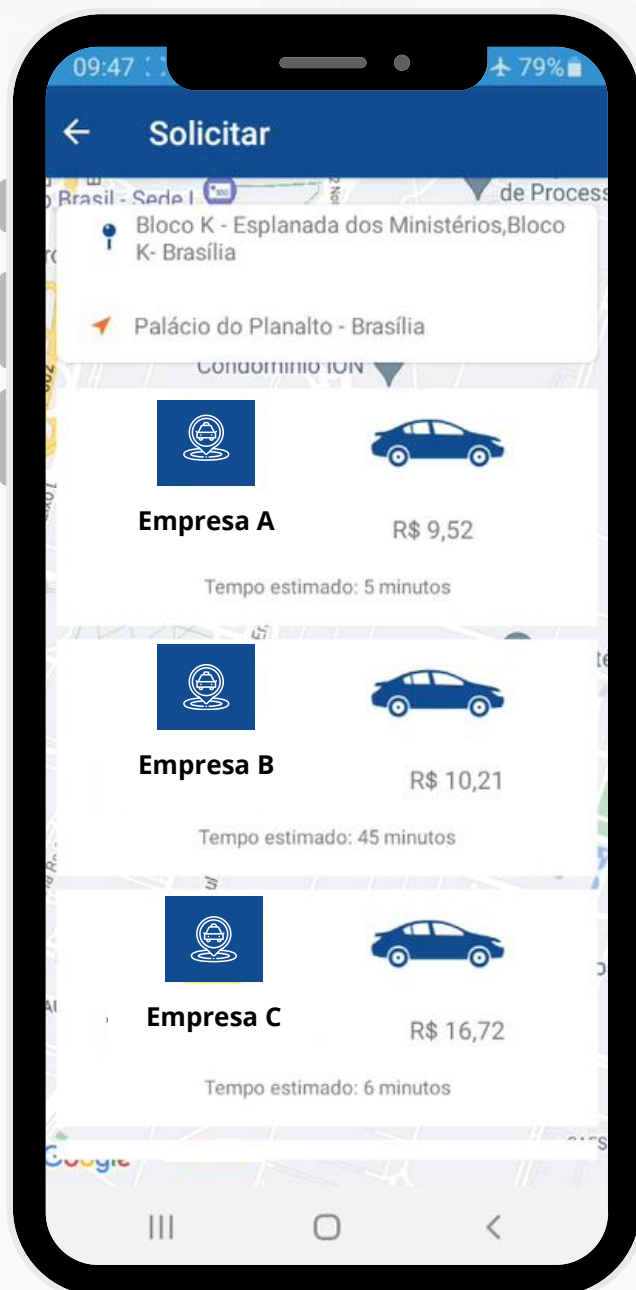 09:47
79%
Solicitar
Brasil - Sede I
de Process
Bloco K - Esplanada dos Ministérios,Bloco
K- Brasília
Palácio do Planalto - Brasília
Condomínio ION
Empresa A
R$ 9,52
Tempo estimado: 5 minutos
Empresa B
R$ 10,21
Tempo estimado: 45 minutos
Empresa C
R$ 16,72
Tempo estimado: 6 minutos
Google